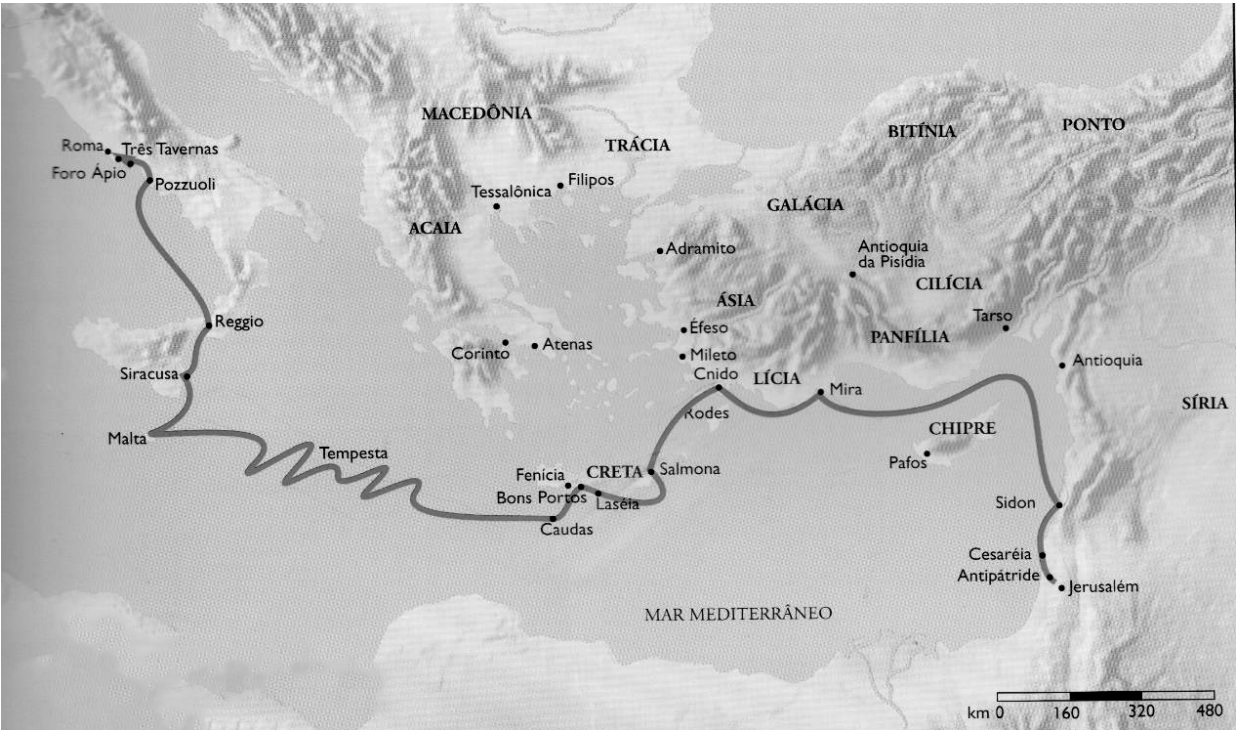 MACEDÔNIA
BITÍNIA
PONTO
TRÁCIA
Roma
Três Tavernas
Foro Ápio
Pozzuoli
Tessalônica
Filipos
GALÁCIA
ACAIA
Adramito
Antioquia
da Pisídia
CILÍCIA
ÁSIA
Reggio
Éfeso
PANFÍLIA
Tarso
Corinto
Atenas
Mileto
Antioquia
Siracusa
Cnido
LÍCIA
Mira
SÍRIA
Rodes
Malta
CHIPRE
Tempesta
Pafos
Fenícia
CRETA
Salmona
Bons Portos
Laséia
Sidon
Caudas
Cesaréia
Antipátride
Jerusalém
MAR MEDITERRÂNEO
km 0 160 320 480